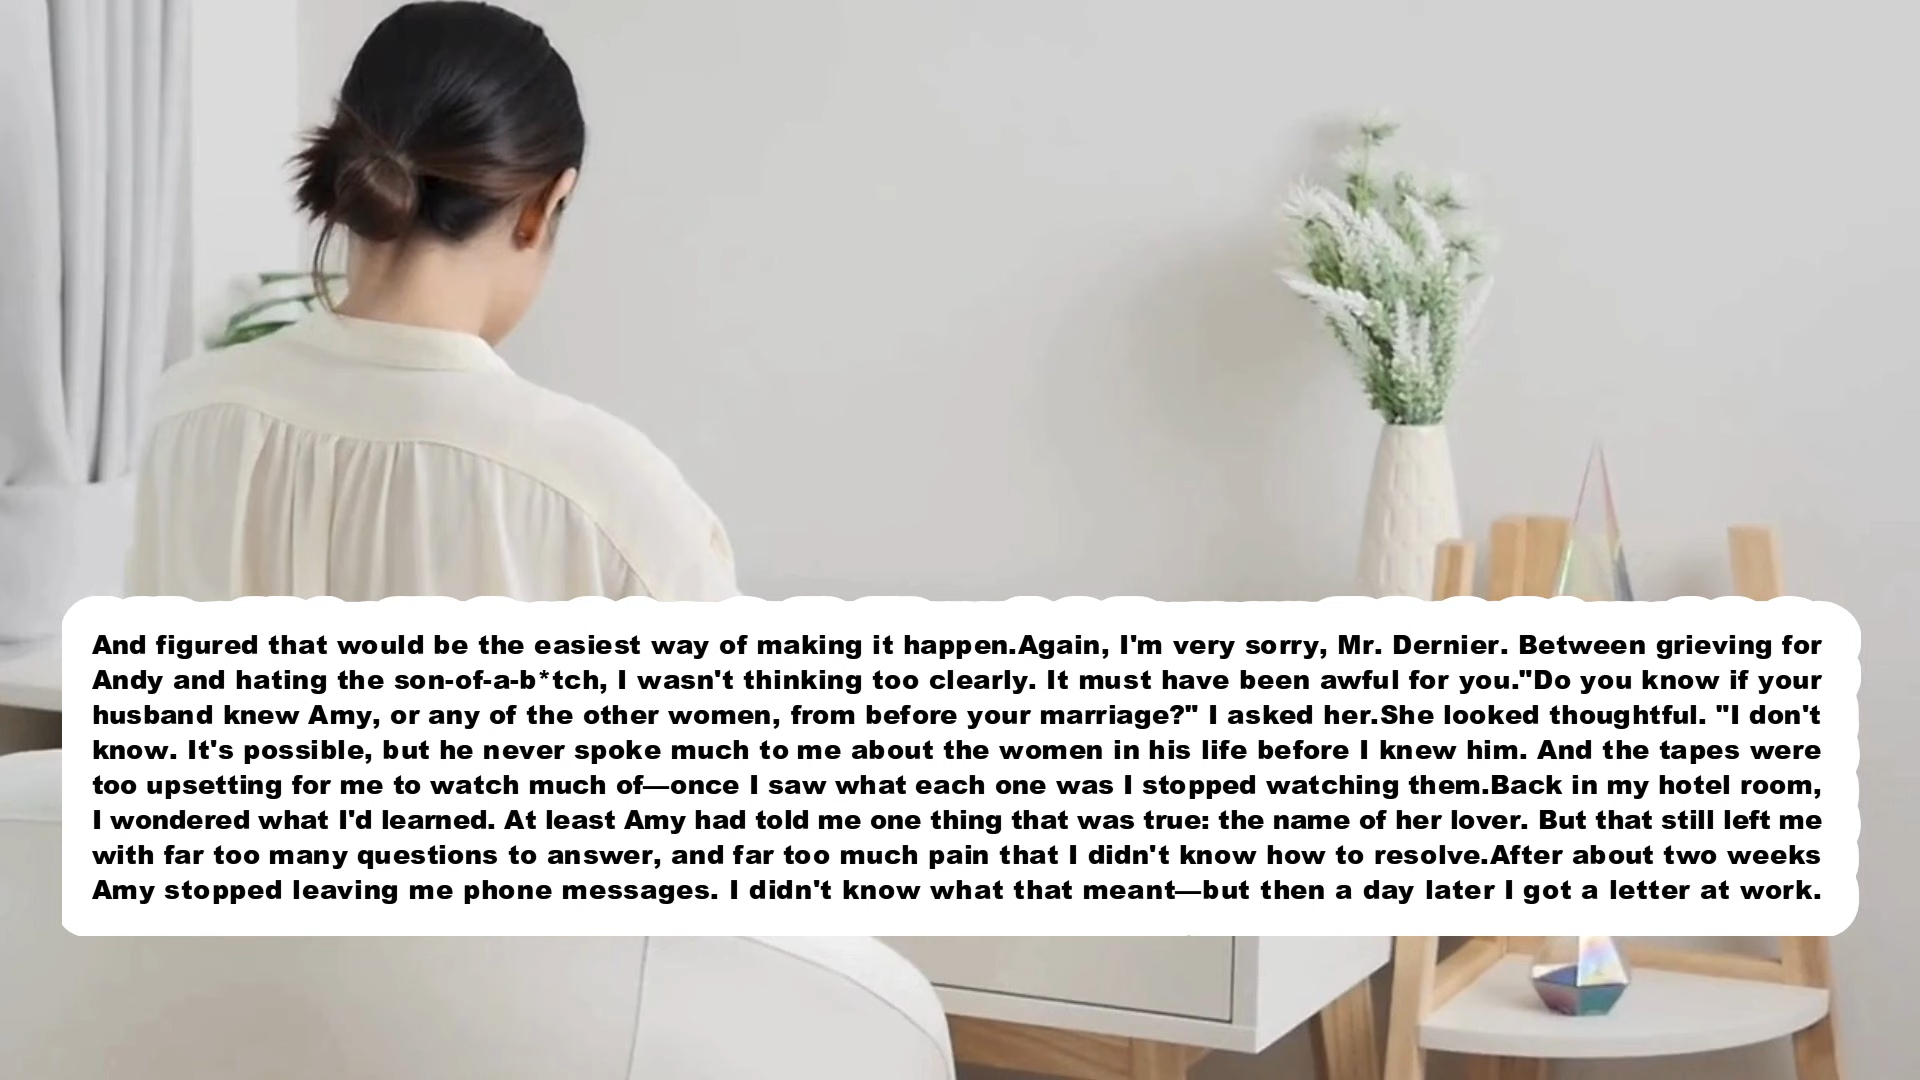 And figured that would be the easiest way of making it happen.Again, I'm very sorry, Mr. Dernier. Between grieving for
Andy and hating the son-of-a-b*tch, I wasn't thinking too clearly. It must have been awful for you."Do you know if your
husband knew Amy, or any of the other women, from before your marriage?" I asked her.She looked thoughtful. "I don't
know. It's possible, but he never spoke much to me about the women in his life before I knew him. And the tapes were
too upsetting for me to watch much of—once I saw what each one was I stopped watching them.Back in my hotel room,
I wondered what I'd learned. At least Amy had told me one thing that was true: the name of her lover. But that still left me
with far too many questions to answer, and far too much pain that I didn't know how to resolve.After about two weeks
Amy stopped leaving me phone messages. I didn't know what that meant—but then a day later I got a letter at work.